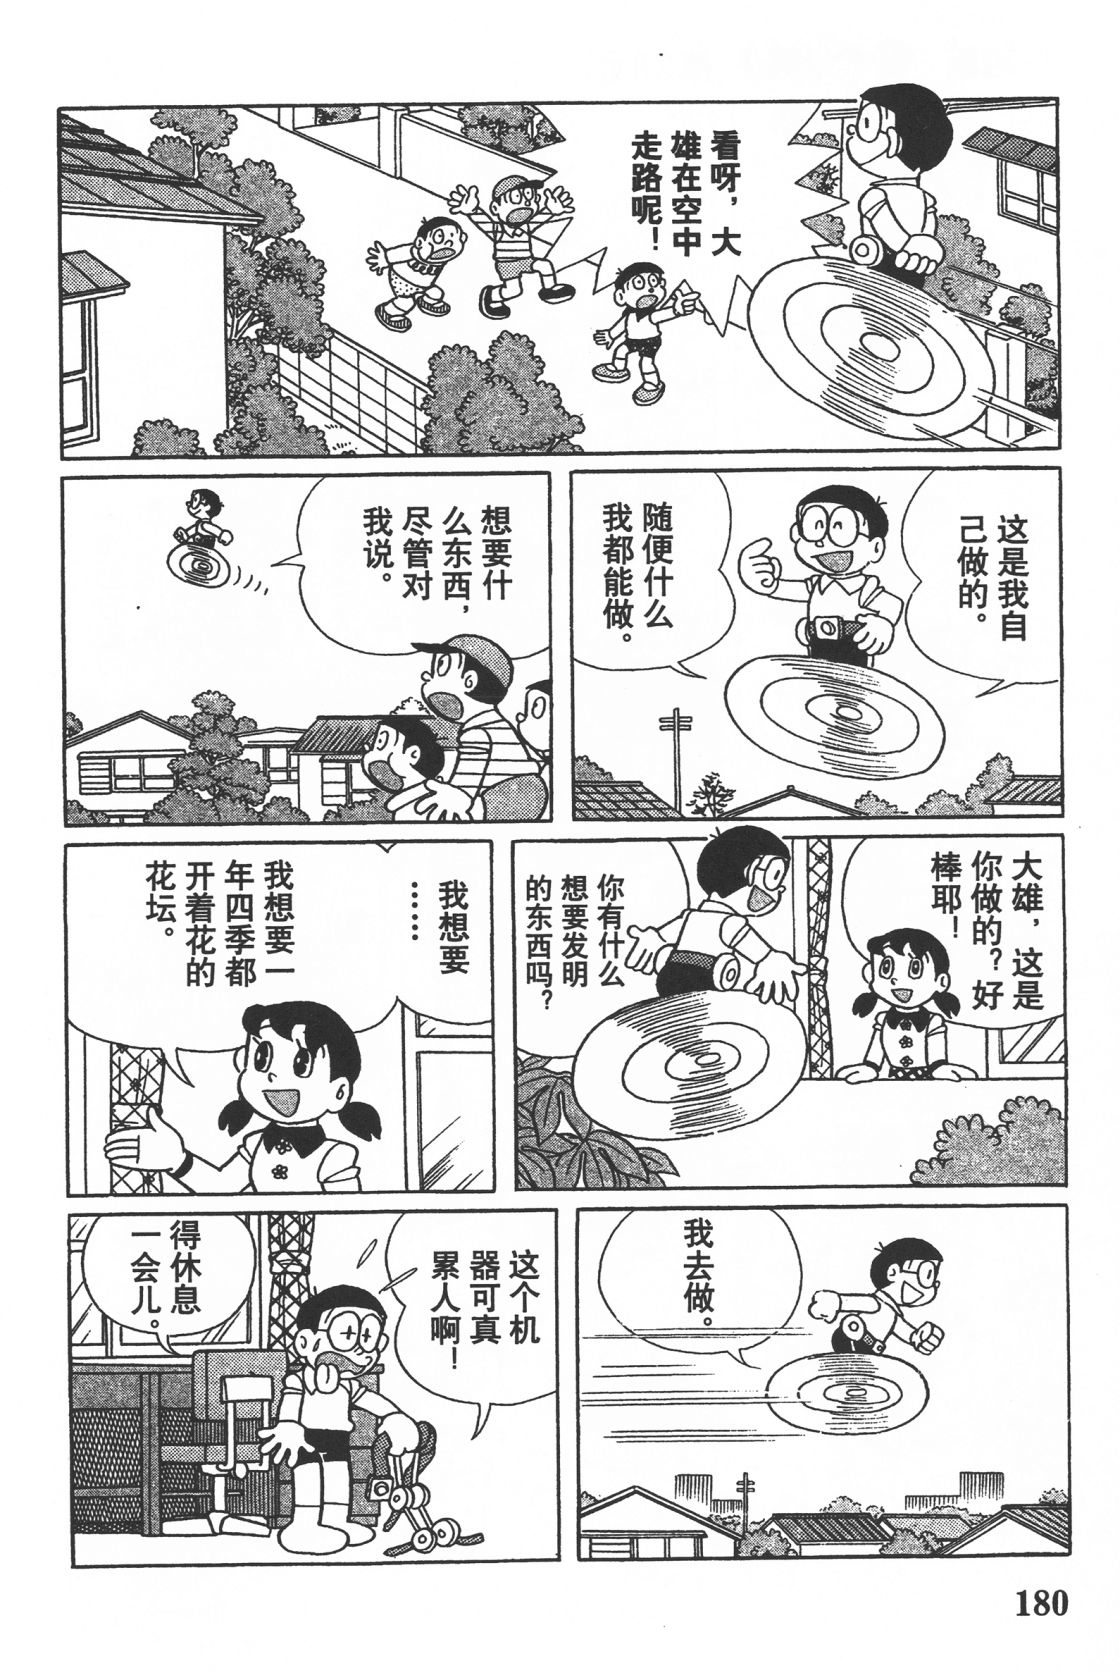 看呀，大
雄在空中
走路呢！
这是我自
己做的。
随便什么
我都能做。
想要什
么东西，
尽管对
我说。
大雄，这是
你做的？好
棒耶！
你有什么
想要发明
的东西吗？
我想要
……
我想要一
年四季都
开着花的
花坛。
我去做。
这个机
器可真
累人啊！
得休息
一会儿。
180